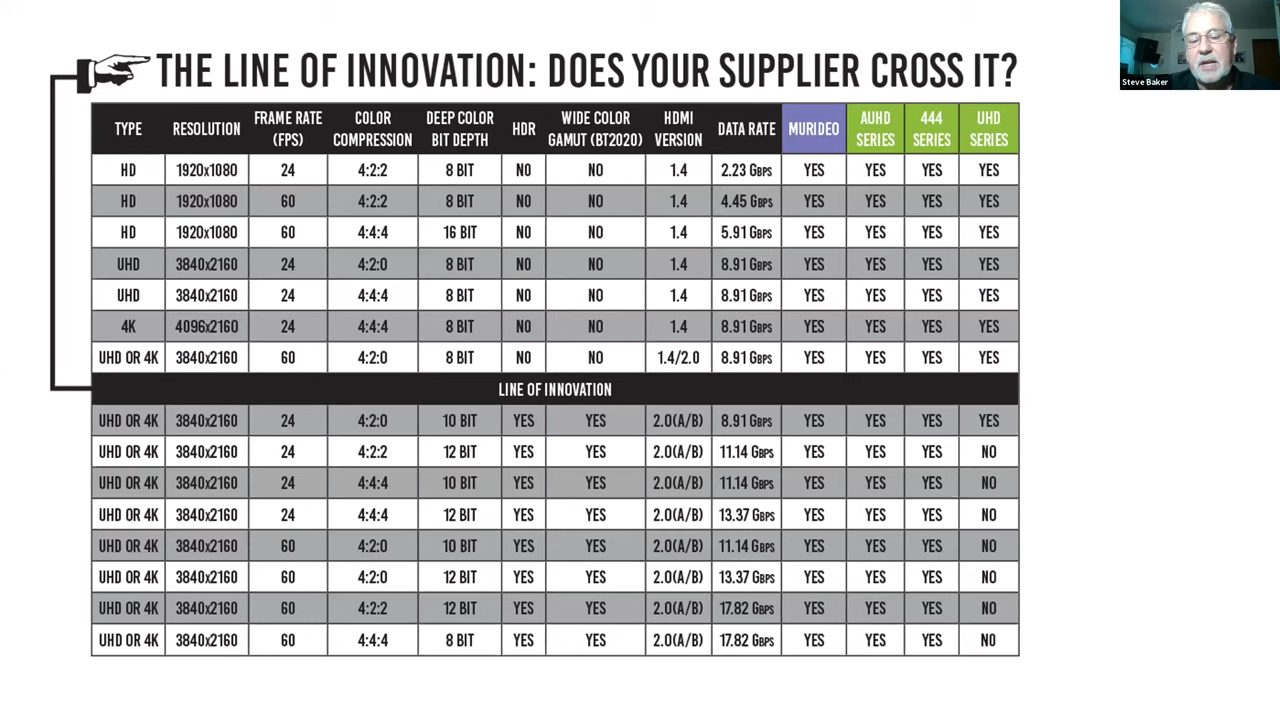 THE LINE OF INNOVATION: DOES YOUR SUPPLIER CROSS IT?
Steve Baker
TYPE RESOLUTION FRAME RATE (FPS) COLOR COMPRESSION DEEP COLOR BIT DEPTH HDR WIDE COLOR GAMUT (BT2020) HDMI VERSION DATA RATE MURIDEO AUHD SERIES 444 SERIES UHD SERIES
HD 1920x1080 24 4:2:2 8 BIT NO NO 1.4 2.23 GBPS YES YES YES YES
HD 1920x1080 60 4:2:2 8 BIT NO NO 1.4 4.45 GBPS YES YES YES YES
HD 1920x1080 60 4:4:4 16 BIT NO NO 1.4 5.91 GBPS YES YES YES YES
UHD 3840x2160 24 4:2:0 8 BIT NO NO 1.4 8.91 GBPS YES YES YES YES
UHD 3840x2160 24 4:4:4 8 BIT NO NO 1.4 8.91 GBPS YES YES YES YES
4K 4096x2160 24 4:4:4 8 BIT NO NO 1.4 8.91 GBPS YES YES YES YES
UHD OR 4K 3840x2160 60 4:2:0 8 BIT NO NO 1.4/2.0 8.91 GBPS YES YES YES YES
LINE OF INNOVATION
UHD OR 4K 3840x2160 24 4:2:0 10 BIT YES YES 2.0(A/B) 8.91 GBPS YES YES YES YES
UHD OR 4K 3840x2160 24 4:2:2 12 BIT YES YES 2.0(A/B) 11.14 GBPS YES YES YES NO
UHD OR 4K 3840x2160 24 4:4:4 10 BIT YES YES 2.0(A/B) 11.14 GBPS YES YES YES NO
UHD OR 4K 3840x2160 24 4:4:4 12 BIT YES YES 2.0(A/B) 13.37 GBPS YES YES YES NO
UHD OR 4K 3840x2160 60 4:2:0 10 BIT YES YES 2.0(A/B) 11.14 GBPS YES YES YES NO
UHD OR 4K 3840x2160 60 4:2:0 12 BIT YES YES 2.0(A/B) 13.37 GBPS YES YES YES NO
UHD OR 4K 3840x2160 60 4:2:2 12 BIT YES YES 2.0(A/B) 17.82 GBPS YES YES YES NO
UHD OR 4K 3840x2160 60 4:4:4 8 BIT YES YES 2.0(A/B) 17.82 GBPS YES YES YES NO